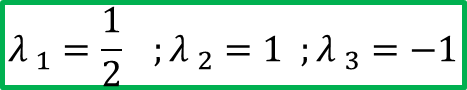 λ₁ = 1/2 ; λ₂ = 1 ; λ₃ = −1